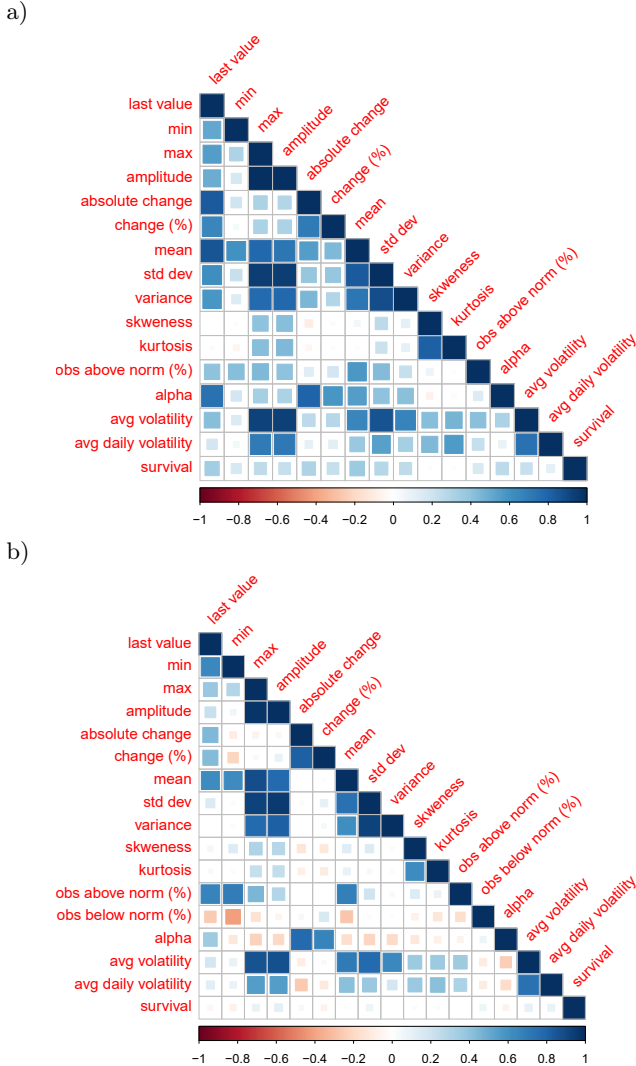 a)
last value
min
max
amplitude
absolute change
change (%)
mean
std dev
variance
skweness
kurtosis
obs above norm (%)
alpha
avg volatility
avg daily volatility
survival
last value
min
max
amplitude
absolute change
change (%)
mean
std dev
variance
skweness
kurtosis
obs above norm (%)
alpha
avg volatility
avg daily volatility
survival
−1 −0.8 −0.6 −0.4 −0.2 0 0.2 0.4 0.6 0.8 1
b)
last value
min
max
amplitude
absolute change
change (%)
mean
std dev
variance
skweness
kurtosis
obs above norm (%)
obs below norm (%)
alpha
avg volatility
avg daily volatility
survival
last value
min
max
amplitude
absolute change
change (%)
mean
std dev
variance
skweness
kurtosis
obs above norm (%)
obs below norm (%)
alpha
avg volatility
avg daily volatility
survival
−1 −0.8 −0.6 −0.4 −0.2 0 0.2 0.4 0.6 0.8 1